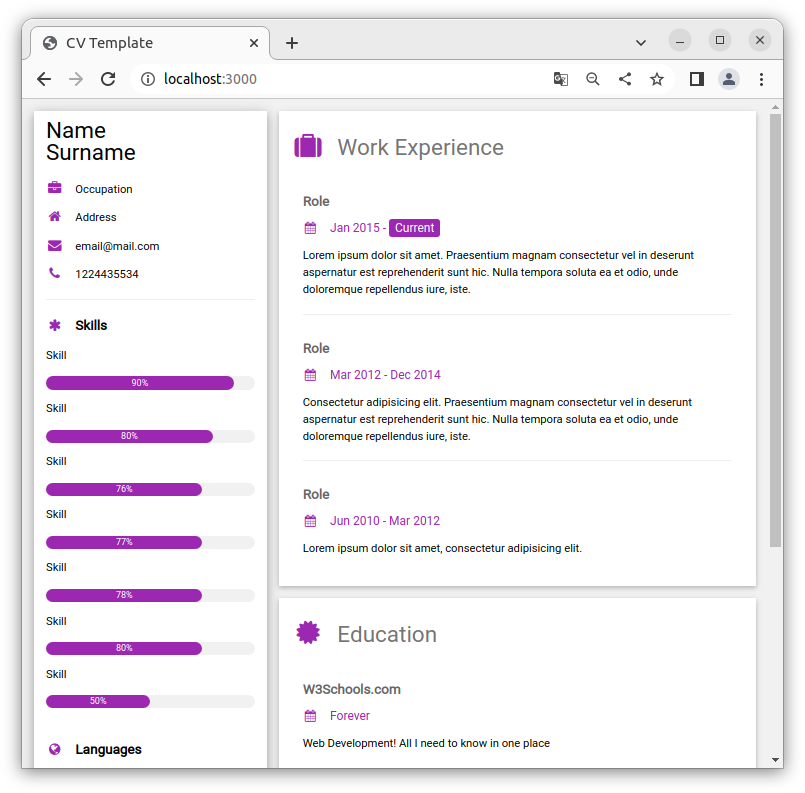 CV Template
localhost:3000
Name
Surname
Occupation
Address
email@mail.com
1224435534
Skills
Skill
90%
Skill
80%
Skill
76%
Skill
77%
Skill
78%
Skill
80%
Skill
50%
Languages
Work Experience
Role
Jan 2015 - Current
Lorem ipsum dolor sit amet. Praesentium magnam consectetur vel in deserunt
aspernatur est reprehenderit sunt hic. Nulla tempora soluta ea et odio, unde
doloremque repellendus iure, iste.
Role
Mar 2012 - Dec 2014
Consectetur adipisicing elit. Praesentium magnam consectetur vel in deserunt
aspernatur est reprehenderit sunt hic. Nulla tempora soluta ea et odio, unde
doloremque repellendus iure, iste.
Role
Jun 2010 - Mar 2012
Lorem ipsum dolor sit amet, consectetur adipisicing elit.
Education
W3Schools.com
Forever
Web Development! All I need to know in one place